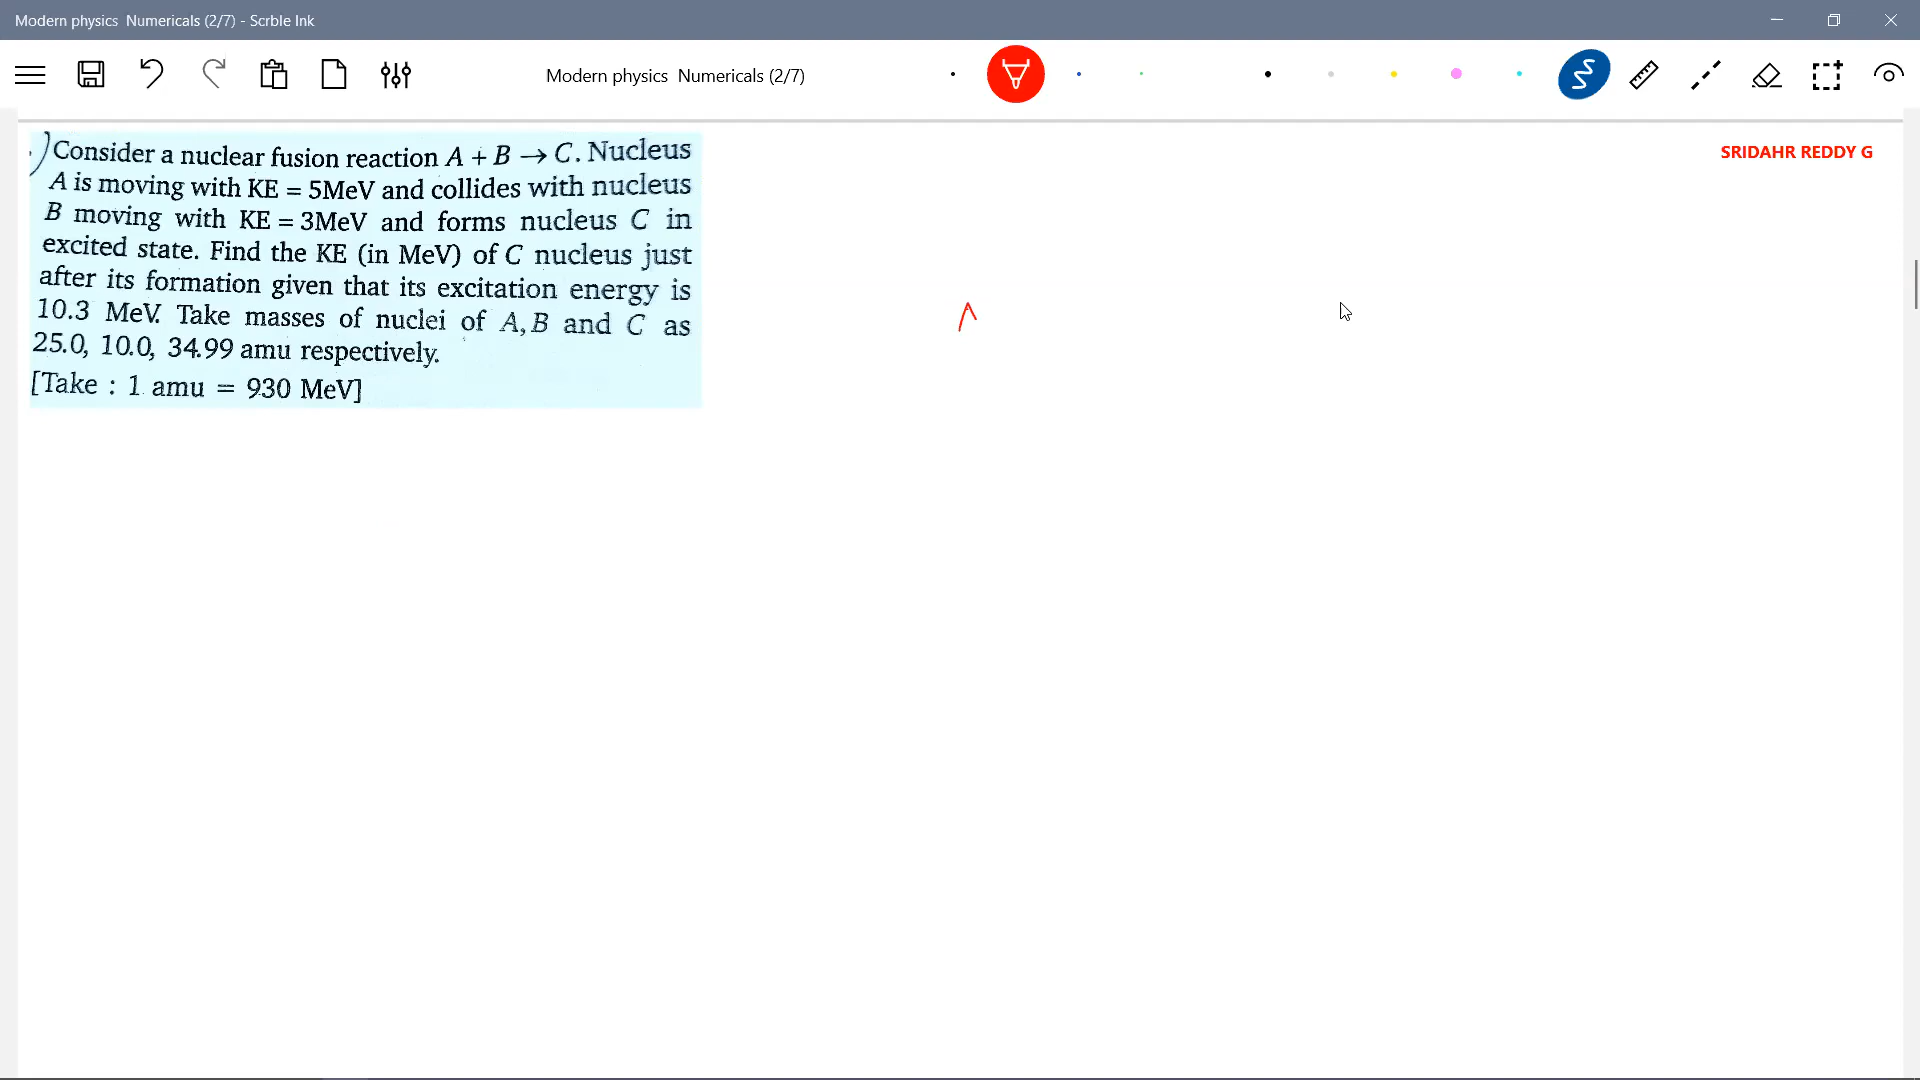 Modern physics Numericals (2/7) - Scrble Ink
Modern physics Numericals (2/7)
SRIDAHR REDDY G
) Consider a nuclear fusion reaction A + B → C. Nucleus
A is moving with KE = 5MeV and collides with nucleus
B moving with KE = 3MeV and forms nucleus C in
excited state. Find the KE (in MeV) of C nucleus just
after its formation given that its excitation energy is
10.3 MeV. Take masses of nuclei of A, B and C as
25.0, 10.0, 34.99 amu respectively.
[Take : 1 amu = 930 MeV]